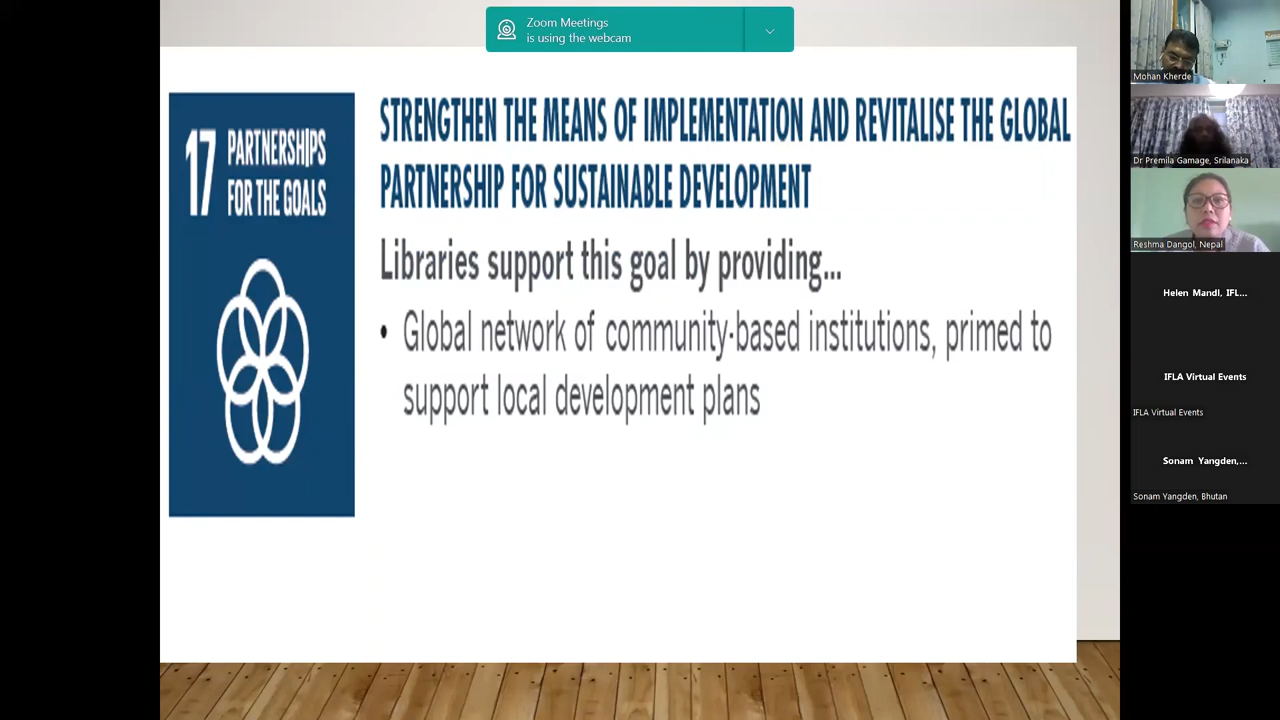 Zoom Meetings
is using the webcam
17 PARTNERSHIPS
FOR THE GOALS
STRENGTHEN THE MEANS OF IMPLEMENTATION AND REVITALISE THE GLOBAL
PARTNERSHIP FOR SUSTAINABLE DEVELOPMENT
Libraries support this goal by providing...
• Global network of community-based institutions, primed to
support local development plans
Mohan Kherde
Dr Premila Gamage, Srilanaka
Reshma Dangol, Nepal
Helen Mandl, IFL...
IFLA Virtual Events
IFLA Virtual Events
Sonam Yangden,...
Sonam Yangden, Bhutan